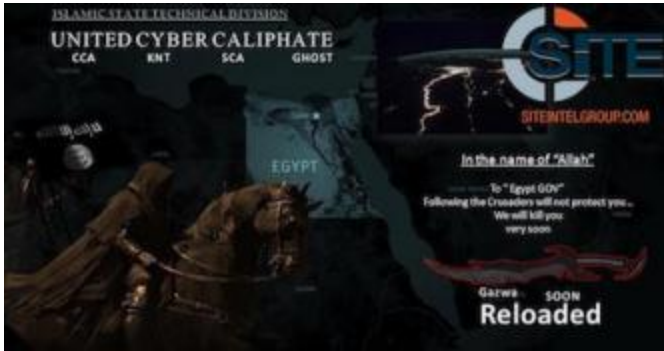 ISLAMIC STATE TECHNICAL DIVISION
UNITED CYBER CALIPHATE
CCA KNT SCA GHOST
SITE
SITEINTELGROUP.COM
EGYPT
In the name of "Allah"
To " Egypt GOV"
Following the Crusaders will not protect you..
We will kill you
very soon
Gazwa SOON
Reloaded